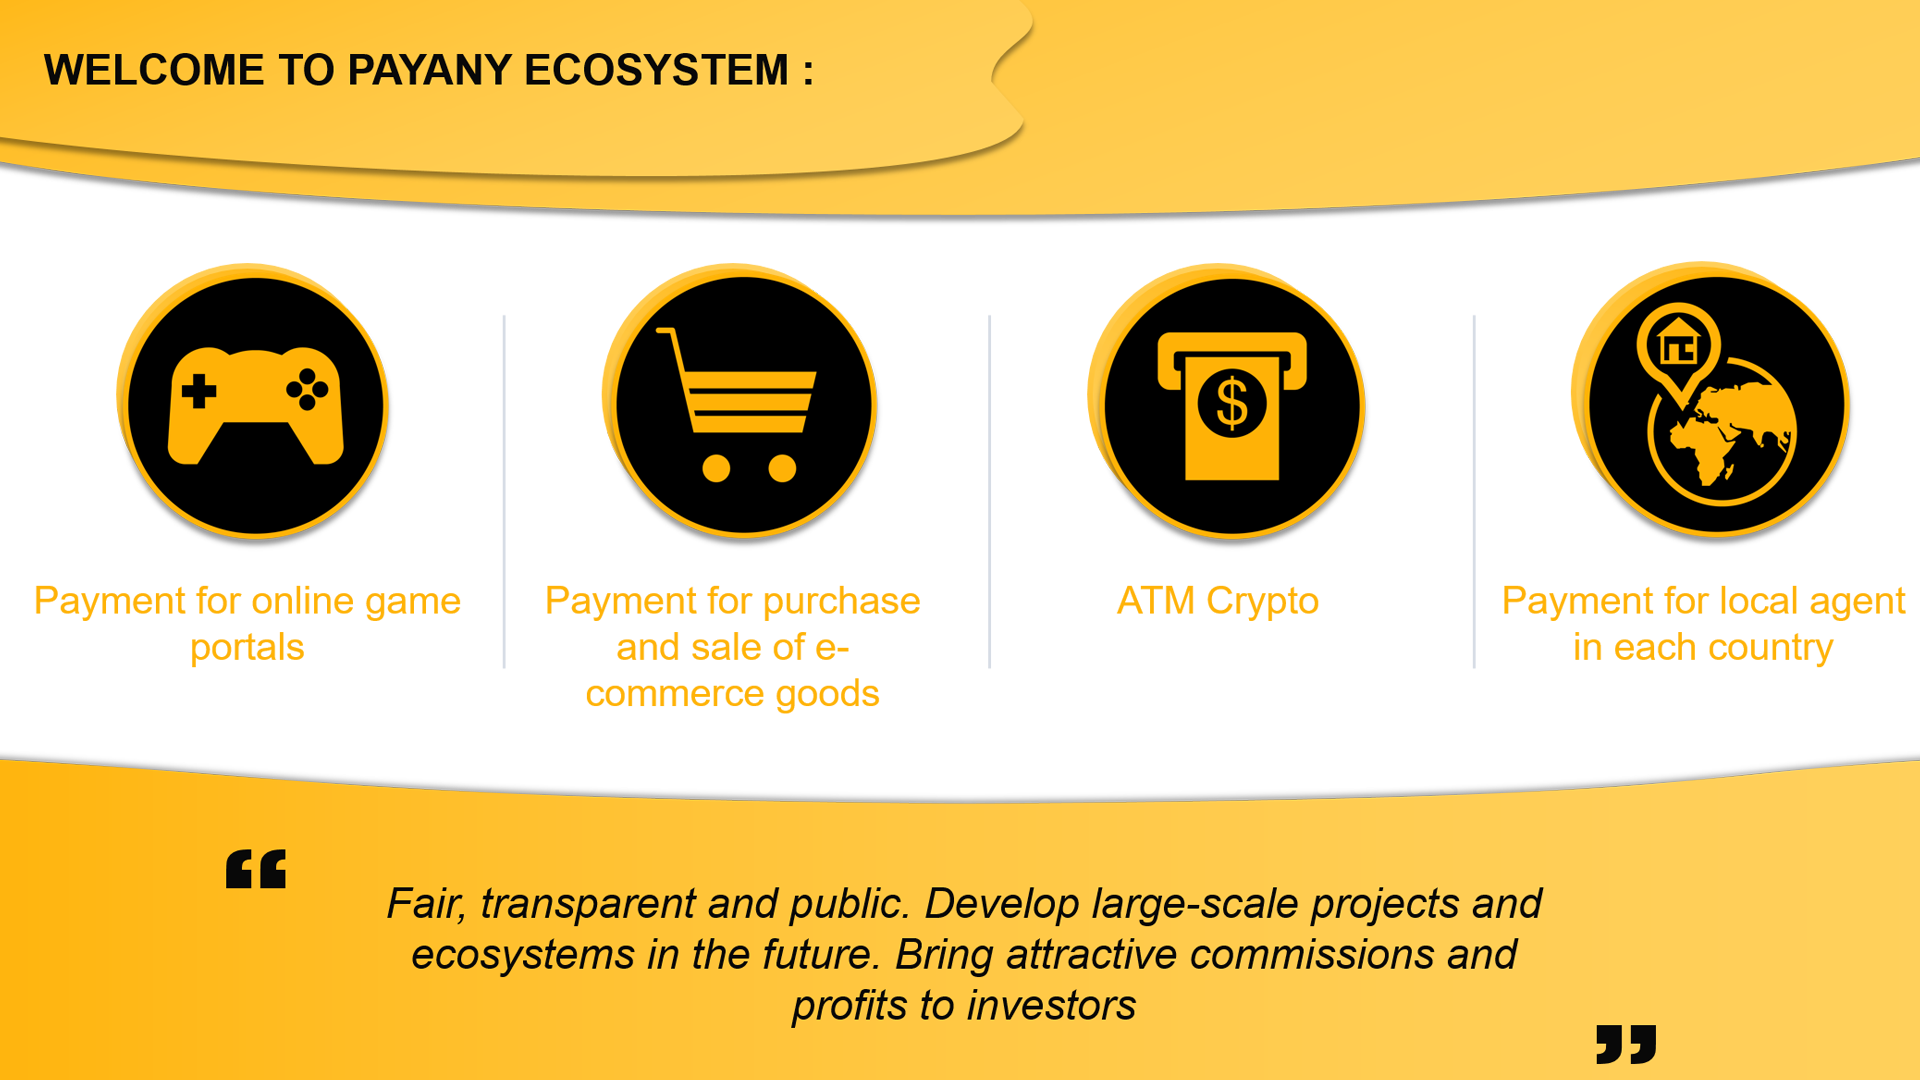 WELCOME TO PAYANY ECOSYSTEM :
$
Payment for online game
portals
Payment for purchase
and sale of e-
commerce goods
ATM Crypto
Payment for local agent
in each country
“
Fair, transparent and public. Develop large-scale projects and
ecosystems in the future. Bring attractive commissions and
profits to investors
”